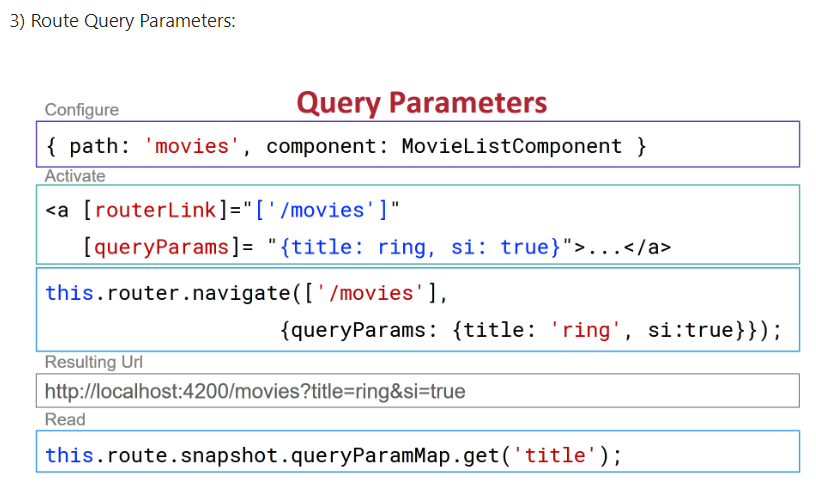 3) Route Query Parameters:
Query Parameters
Configure
{ path: 'movies', component: MovieListComponent }
Activate
<a [routerLink]="['/movies']"
[queryParams]= "{title: ring, si: true}">...</a>
this.router.navigate(['/movies'],
{queryParams: {title: 'ring', si:true}});
Resulting Url
http://localhost:4200/movies?title=ring&si=true
Read
this.route.snapshot.queryParamMap.get('title');